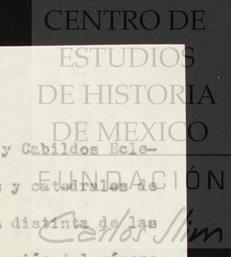 CENTRO DE
ESTUDIOS
DE HISTORIA
DE MEXICO
y Cabildos Ecle-
s y catedrales de
FUNDACIÓN
distinta de las
Carlos Slim